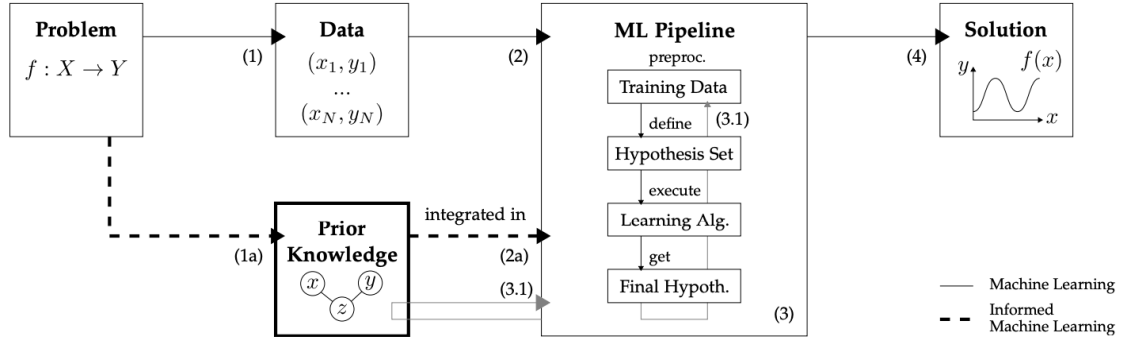 Problem
f : X → Y
(1)
Data
(x₁, y₁)
...
(x_N, y_N)
(2)
ML Pipeline
preproc.
Training Data
(3.1)
define
Hypothesis Set
execute
Learning Alg.
get
Final Hypoth.
(3)
(4)
Solution
y
f(x)
x
(1a)
Prior
Knowledge
x
y
z
integrated in
(2a)
(3.1)
Machine Learning
Informed
Machine Learning